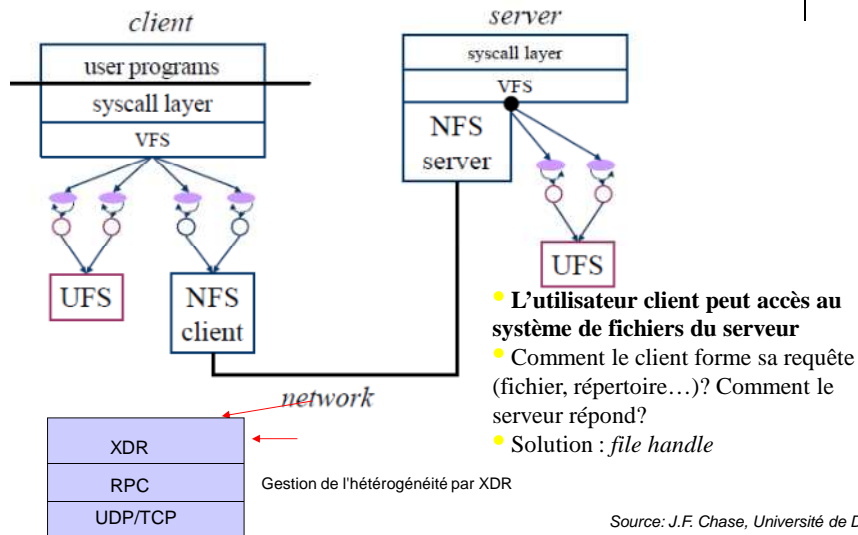 client
server
user programs
syscall layer
VFS
syscall layer
VFS
NFS
server
UFS
NFS
client
UFS
• L'utilisateur client peut accès au
système de fichiers du serveur
• Comment le client forme sa requête
(fichier, répertoire…)? Comment le
serveur répond?
• Solution : file handle
network
XDR
RPC
UDP/TCP
Gestion de l'hétérogénéité par XDR
Source: J.F. Chase, Université de D